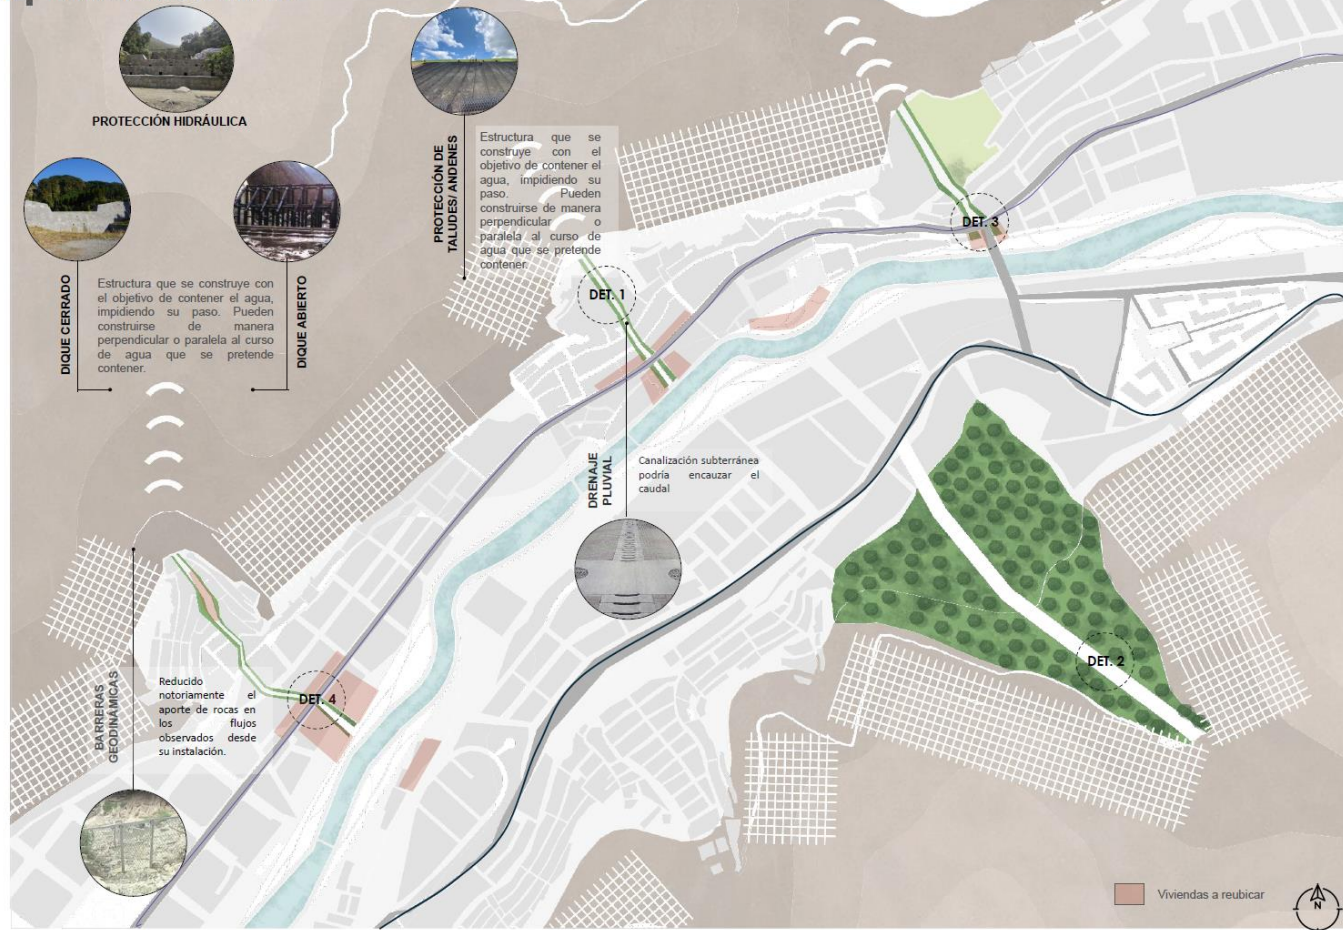 PROTECCIÓN HIDRÁULICA
DIQUE CERRADO
Estructura que se construye con
el objetivo de contener el agua,
impidiendo su paso. Pueden
construirse de manera
perpendicular o paralela al curso
de agua que se pretende
contener.
DIQUE ABIERTO
PROTECCIÓN DE
TALUDES/ ANDENES
Estructura que se
construye con el
objetivo de contener el
agua, impidiendo su
paso. Pueden
construirse de manera
perpendicular o
paralela al curso de
agua que se pretende
contener.
DET. 3
DET. 1
DRENAJE
PLUVIAL
Canalización subterránea
podría encauzar el
caudal
DET. 2
DET. 4
BARRERAS
GEODINÁMICAS
Reducido
notoriamente el
aporte de rocas en
los flujos
observados desde
su instalación.
Viviendas a reubicar
N